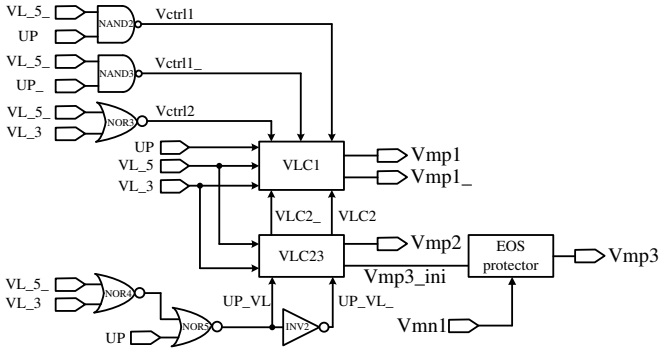 VL_5_
UP
NAND2
Vctrl1
VL_5_
UP_
NAND3
Vctrl1_
VL_5_
VL_3
NOR3
Vctrl2
UP
VL_5
VL_3
VLC1
Vmp1
Vmp1_
VLC2_
VLC2
VLC23
Vmp2
Vmp3_ini
EOS
protector
Vmp3
VL_5_
VL_3
NOR4
UP
NOR5
UP_VL
INV2
UP_VL_
Vmn1